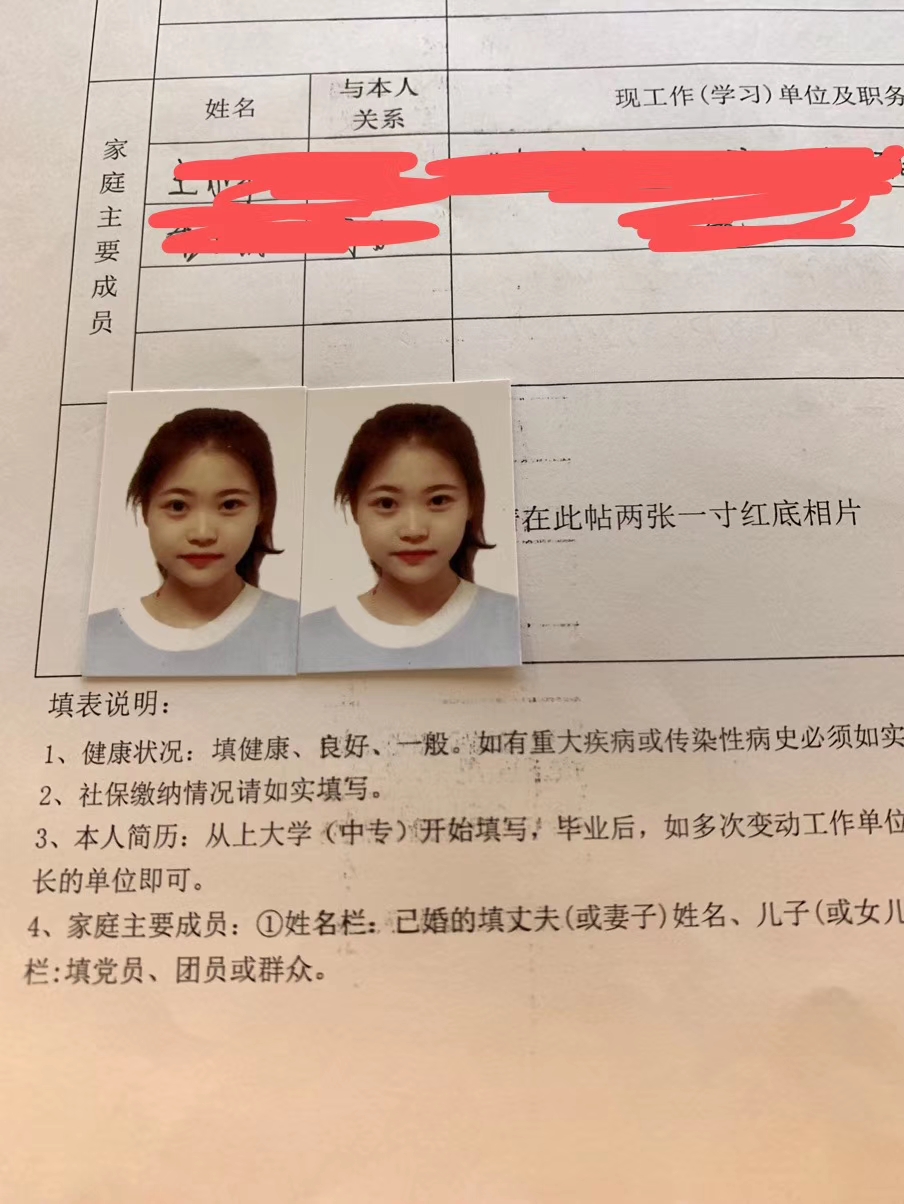 姓名
与本人
关系
现工作(学习)单位及职务
家庭主要成员
在此帖两张一寸红底相片
填表说明：
1、健康状况：填健康、良好、一般。如有重大疾病或传染性病史必须如实
2、社保缴纳情况请如实填写。
3、本人简历：从上大学（中专）开始填写，毕业后，如多次变动工作单位
长的单位即可。
4、家庭主要成员：①姓名栏：已婚的填丈夫(或妻子)姓名、儿子(或女儿
栏:填党员、团员或群众。